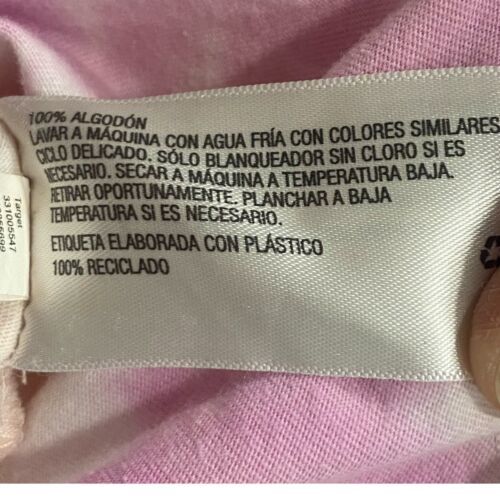 100% ALGODÓN
LAVAR A MÁQUINA CON AGUA FRÍA CON COLORES SIMILARES
CICLO DELICADO. SÓLO BLANQUEADOR SIN CLORO SI ES
NECESARIO. SECAR A MÁQUINA A TEMPERATURA BAJA.
RETIRAR OPORTUNAMENTE. PLANCHAR A BAJA
TEMPERATURA SI ES NECESARIO.
ETIQUETA ELABORADA CON PLÁSTICO
100% RECICLADO
Target
331005547